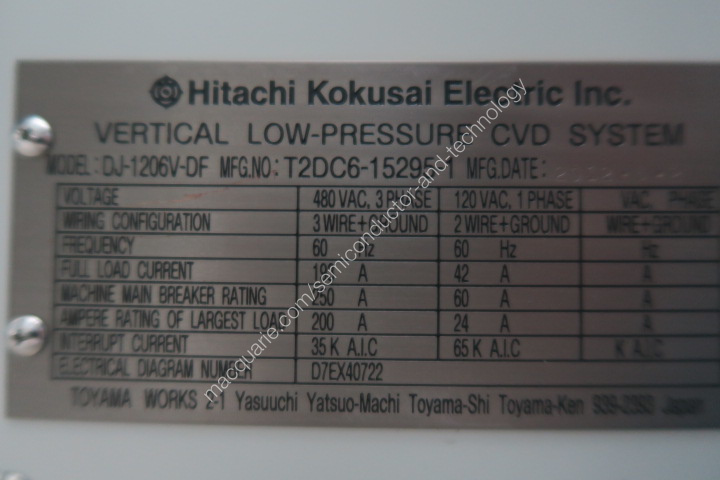 Hitachi Kokusai Electric Inc.
VERTICAL LOW-PRESSURE CVD SYSTEM
MODEL: DJ-1206V-DF MFG.NO.: MFG.DATE:
VOLTAGE 480 VAC, 3 PHASE 120 VAC, 1 PHASE VAC, PHASE
WIRING CONFIGURATION 3 WIRE+GROUND 2 WIRE+GROUND WIRE+GROUND
FREQUENCY 60 Hz 60 Hz Hz
FULL LOAD CURRENT A 42 A A
MACHINE MAIN BREAKER RATING 250 A 60 A A
AMPERE RATING OF LARGEST LOAD 200 A 24 A A
INTERRUPT CURRENT 35 K A.I.C 65 K A.I.C K A.I.C
ELECTRICAL DIAGRAM NUMBER D7EX40722
TOYAMA WORKS 2-1 Yasuuchi Yatsuo-Machi Toyama-Shi Toyama-Ken Japan
macquarie.com/semiconductor-and-technology